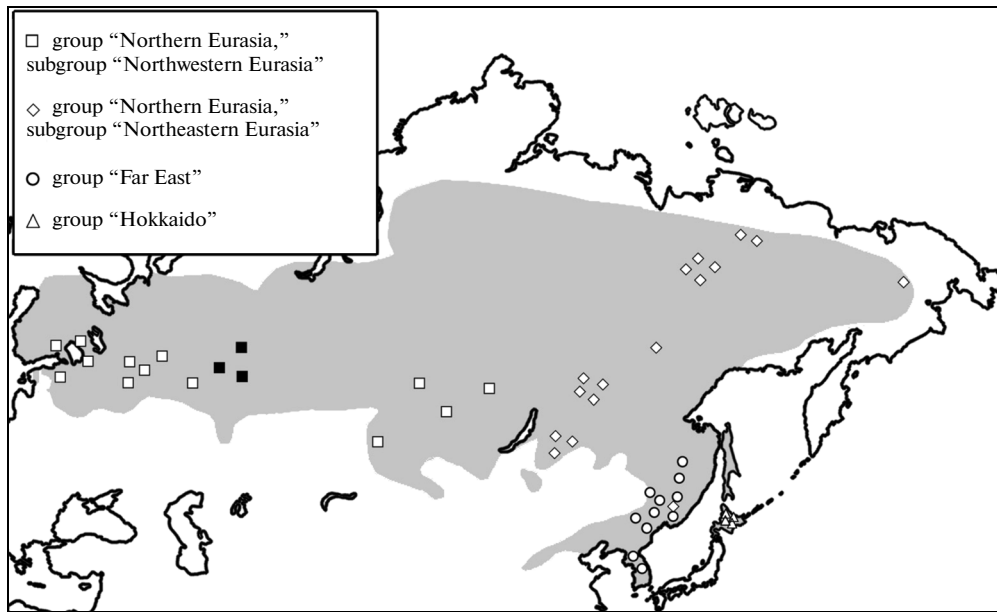 group “Northern Eurasia,”
subgroup “Northwestern Eurasia”
group “Northern Eurasia,”
subgroup “Northeastern Eurasia”
group “Far East”
group “Hokkaido”